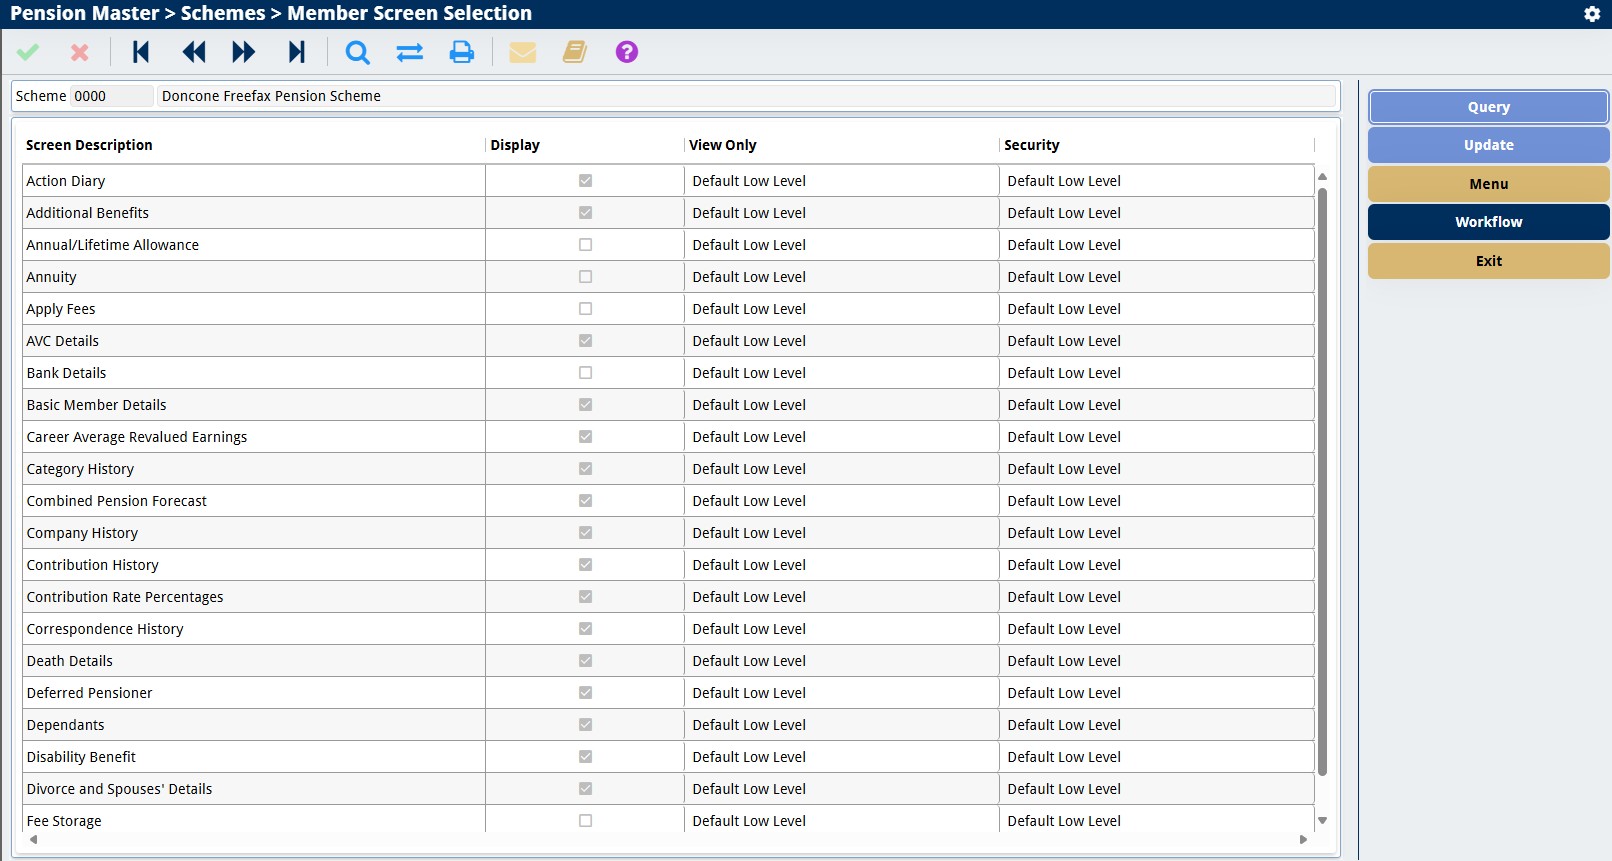 Pension Master > Schemes > Member Screen Selection
?
Scheme 0000 Doncone Freefax Pension Scheme
Query
Update
Menu
Workflow
Exit
Screen Description Display View Only Security
Action Diary Default Low Level Default Low Level
Additional Benefits Default Low Level Default Low Level
Annual/Lifetime Allowance Default Low Level Default Low Level
Annuity Default Low Level Default Low Level
Apply Fees Default Low Level Default Low Level
AVC Details Default Low Level Default Low Level
Bank Details Default Low Level Default Low Level
Basic Member Details Default Low Level Default Low Level
Career Average Revalued Earnings Default Low Level Default Low Level
Category History Default Low Level Default Low Level
Combined Pension Forecast Default Low Level Default Low Level
Company History Default Low Level Default Low Level
Contribution History Default Low Level Default Low Level
Contribution Rate Percentages Default Low Level Default Low Level
Correspondence History Default Low Level Default Low Level
Death Details Default Low Level Default Low Level
Deferred Pensioner Default Low Level Default Low Level
Dependants Default Low Level Default Low Level
Disability Benefit Default Low Level Default Low Level
Divorce and Spouses' Details Default Low Level Default Low Level
Fee Storage Default Low Level Default Low Level